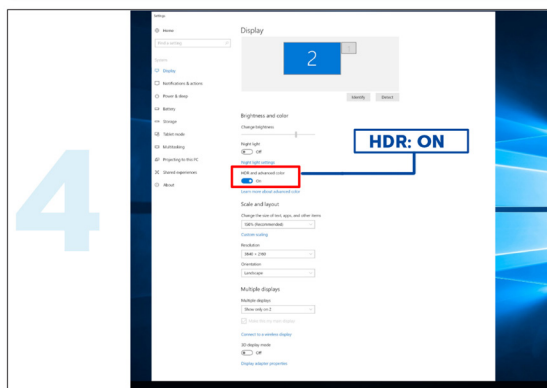 4
Settings
Home
Find a setting
System
Display
Notifications & actions
Power & sleep
Battery
Storage
Tablet mode
Multitasking
Projecting to this PC
Shared experiences
About
Display
2
1
Identify
Detect
Brightness and color
Change brightness
Night light
Off
Night light settings
HDR and advanced color
On
Learn more about advanced color
HDR: ON
Scale and layout
Change the size of text, apps, and other items
150% (Recommended)
Custom scaling
Resolution
3840 × 2160
Orientation
Landscape
Multiple displays
Multiple displays
Show only on 2
Connect to a wireless display
3D display mode
Off
Display adapter properties